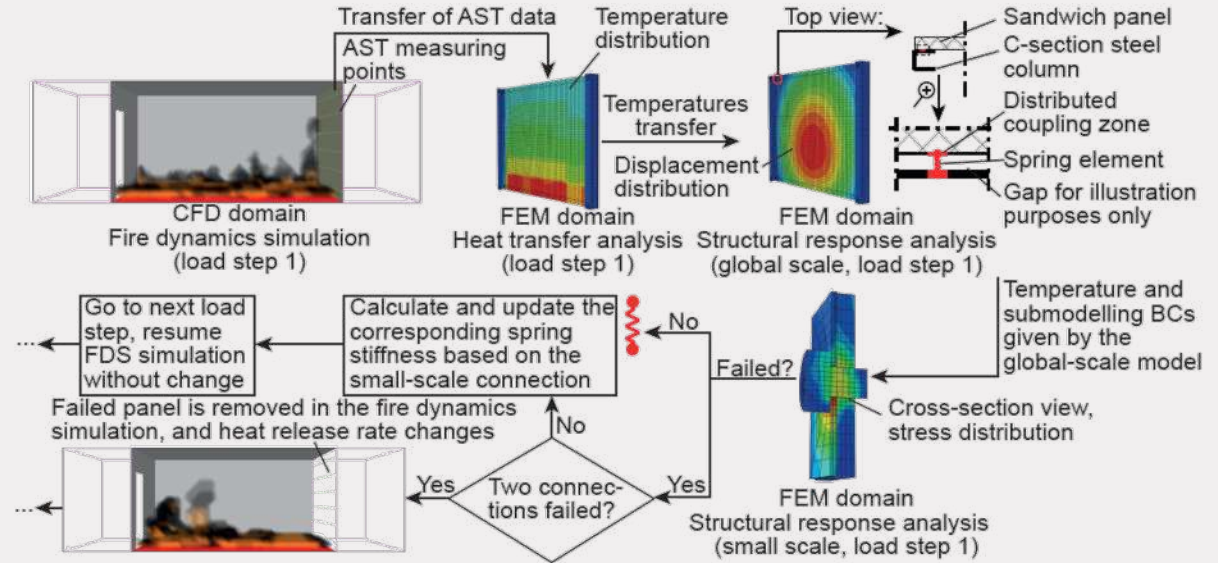 Transfer of AST data
AST measuring
points
CFD domain
Fire dynamics simulation
(load step 1)
Temperature
distribution
FEM domain
Heat transfer analysis
(load step 1)
Temperatures
transfer
Displacement
distribution
Top view:
FEM domain
Structural response analysis
(global scale, load step 1)
Sandwich panel
C-section steel
column
Distributed
coupling zone
Spring element
Gap for illustration
purposes only
Temperature and
submodelling BCs
given by the
global-scale model
Cross-section view,
stress distribution
FEM domain
Structural response analysis
(small scale, load step 1)
Failed?
No
Yes
Calculate and update the
corresponding spring
stiffness based on the
small-scale connection
Go to next load
step, resume
FDS simulation
without change
...
Two connec-
tions failed?
No
Yes
Failed panel is removed in the fire dynamics
simulation, and heat release rate changes
...